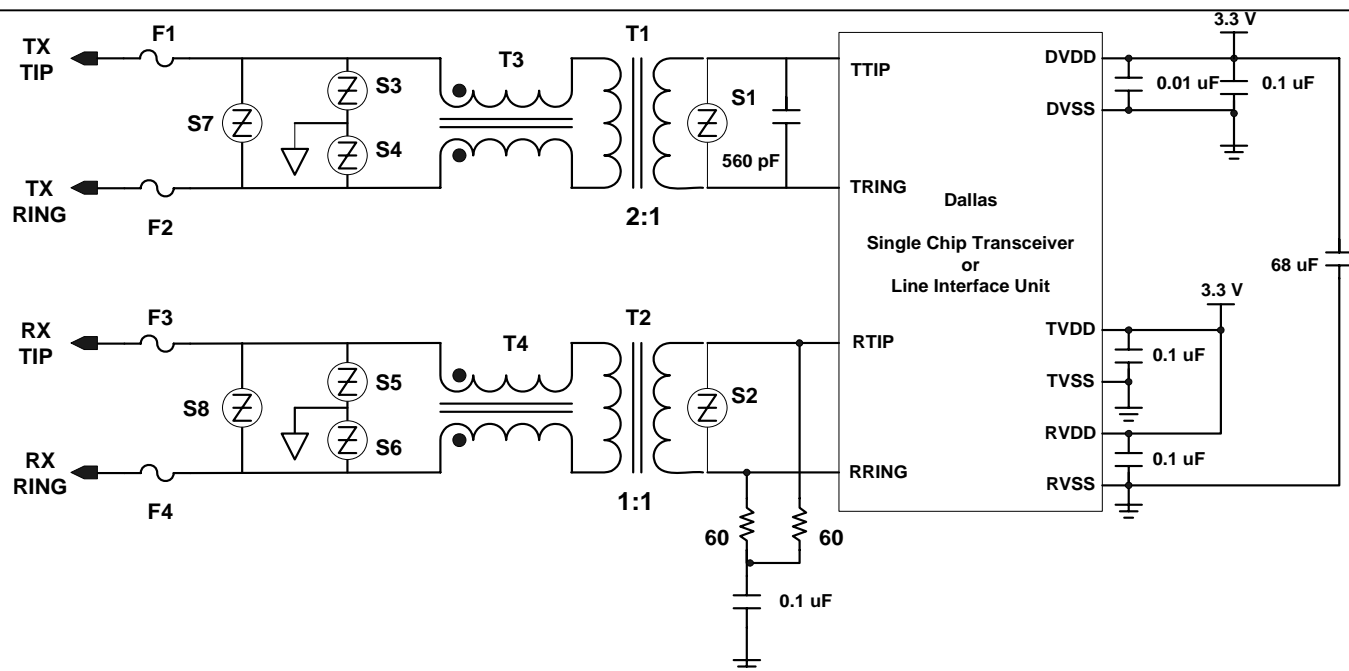 TX
TIP
F1
T3
T1
S7
S3
S4
S1
560 pF
TX
RING
F2
2:1
TTIP
TRING
Dallas
Single Chip Transceiver
or
Line Interface Unit
DVDD
DVSS
3.3 V
0.01 uF
0.1 uF
68 uF
RX
TIP
F3
T4
T2
S8
S5
S6
S2
RX
RING
F4
1:1
RTIP
RRING
60
60
0.1 uF
3.3 V
TVDD
0.1 uF
TVSS
RVDD
0.1 uF
RVSS